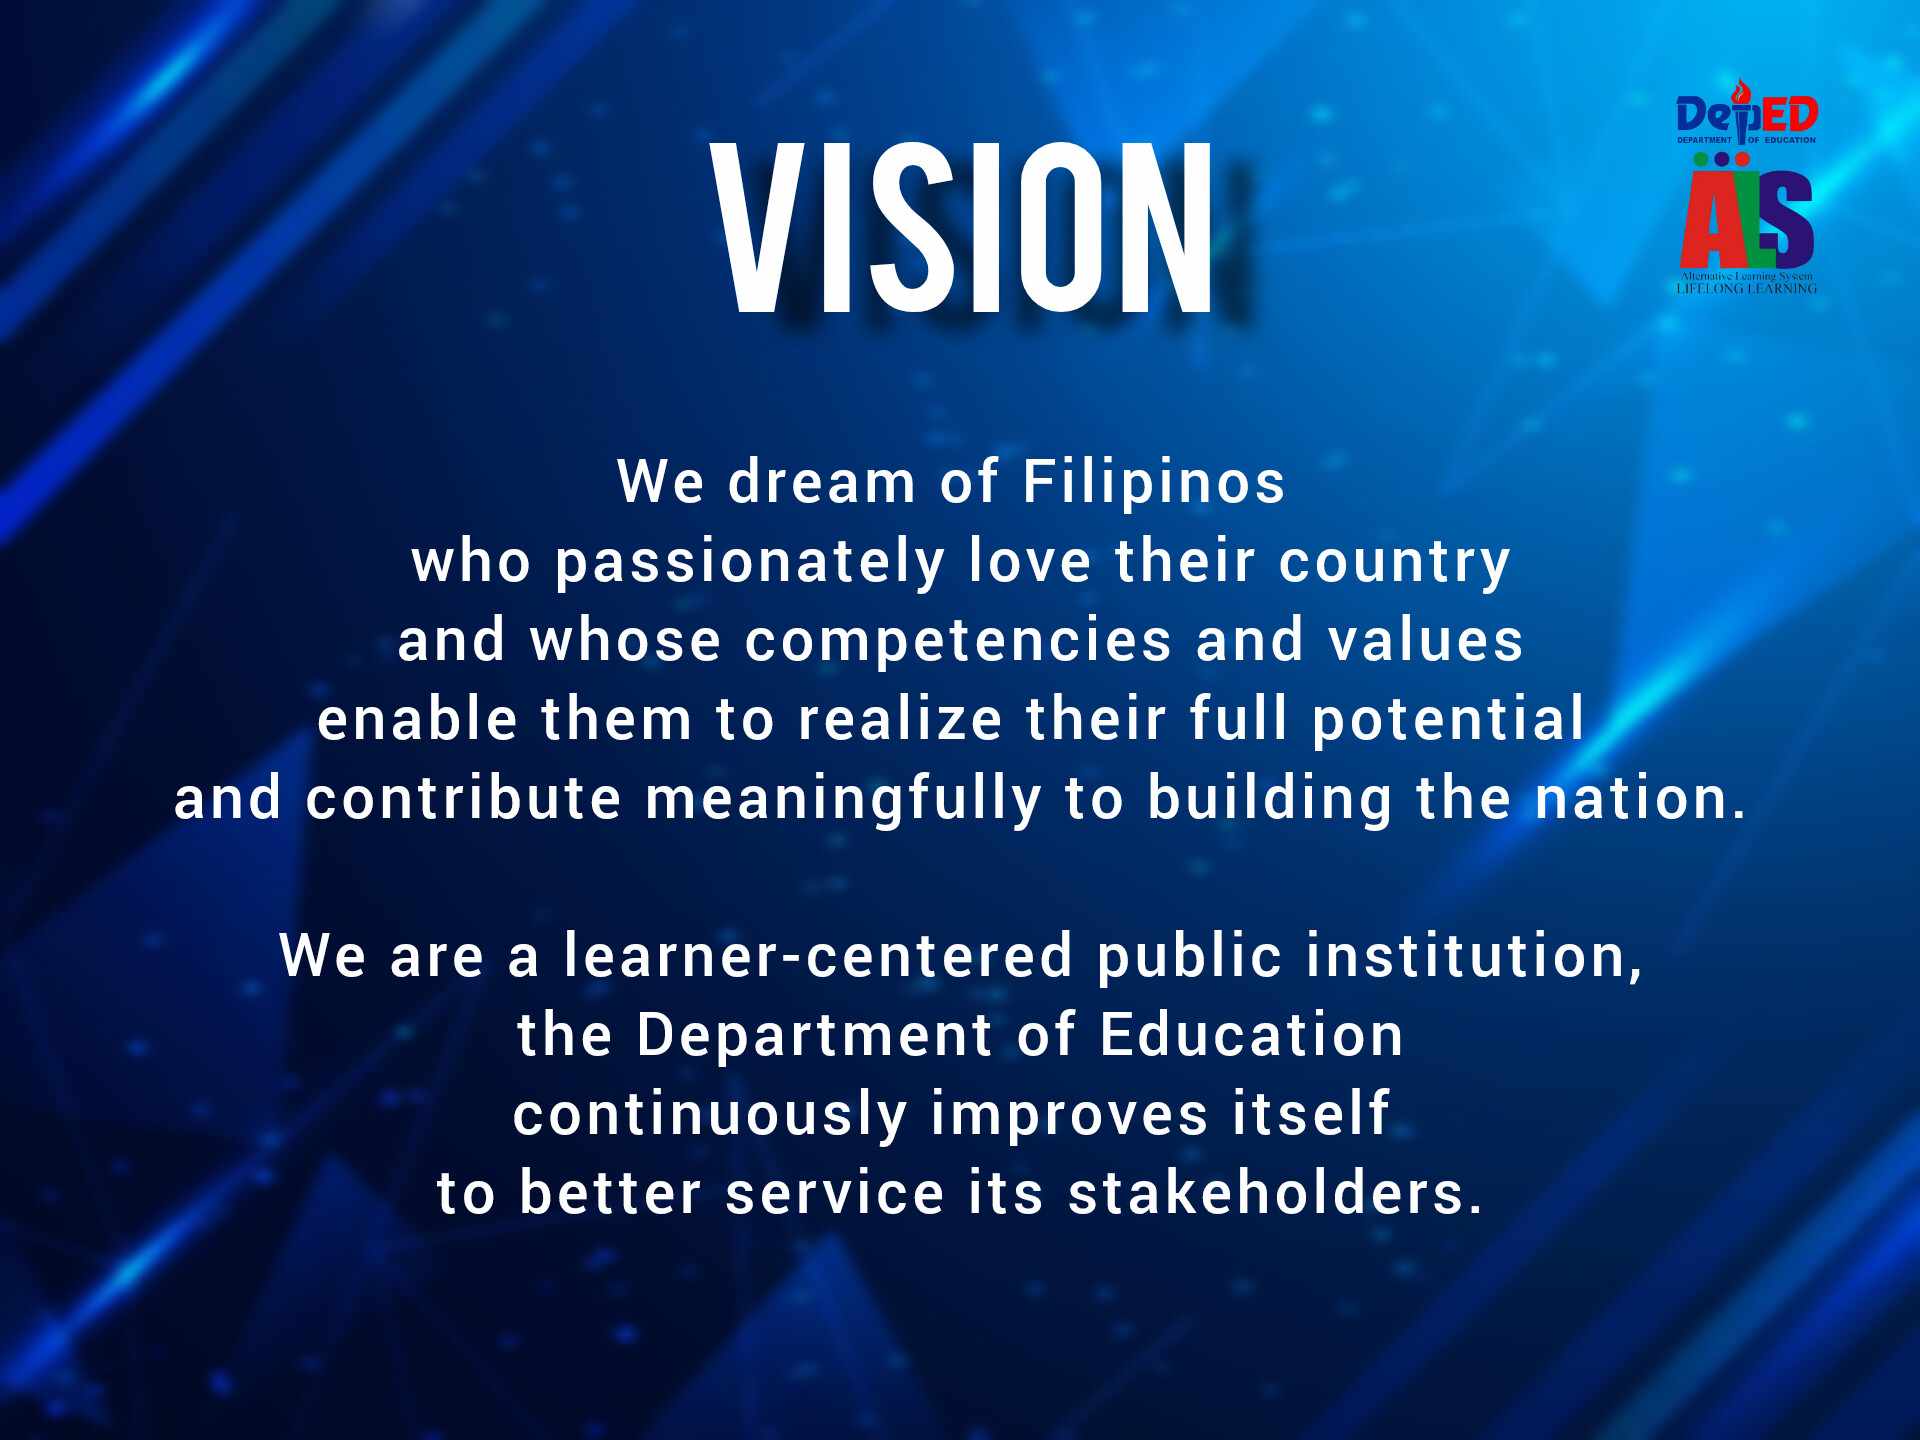 VISION
DepED
DEPARTMENT OF EDUCATION
ALS
Alternative Learning System
LIFELONG LEARNING
We dream of Filipinos
who passionately love their country
and whose competencies and values
enable them to realize their full potential
and contribute meaningfully to building the nation.
We are a learner-centered public institution,
the Department of Education
continuously improves itself
to better service its stakeholders.